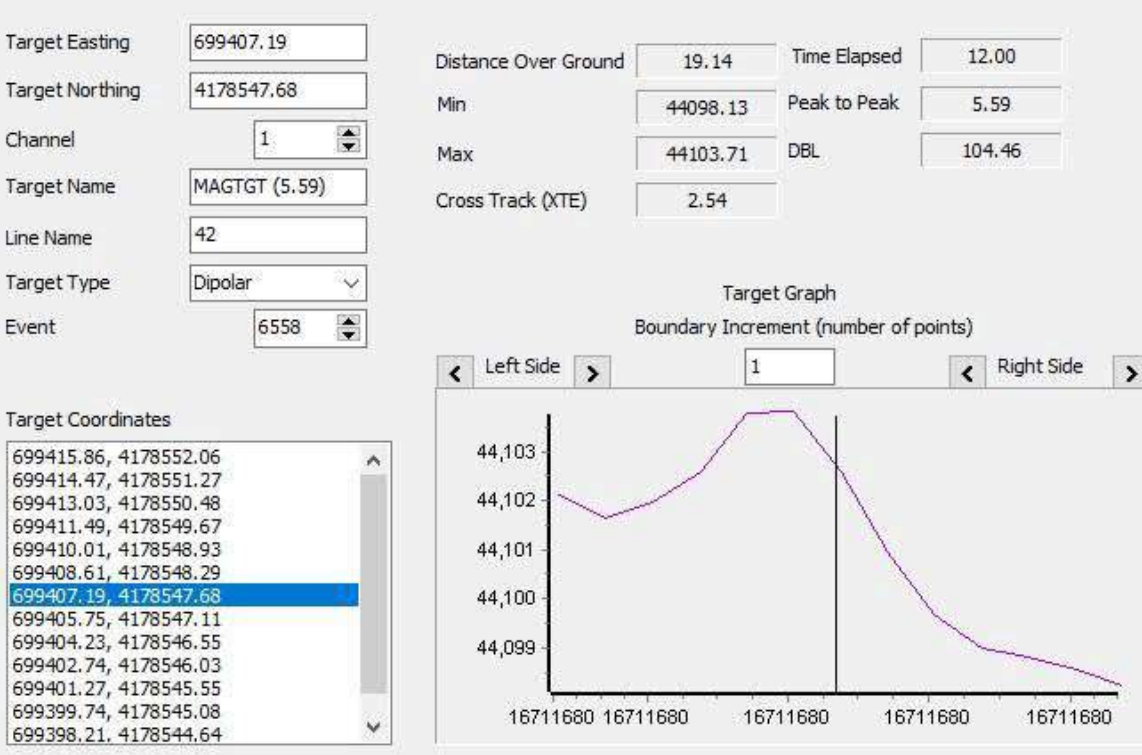 Target Easting 699407.19
Target Northing 4178547.68
Channel 1
Target Name MAGTGT (5.59)
Line Name 42
Target Type Dipolar
Event 6558
Distance Over Ground 19.14 Time Elapsed 12.00
Min 44098.13 Peak to Peak 5.59
Max 44103.71 DBL 104.46
Cross Track (XTE) 2.54
Target Coordinates
699415.86, 4178552.06
699414.47, 4178551.27
699413.03, 4178550.48
699411.49, 4178549.67
699410.01, 4178548.93
699408.61, 4178548.29
699407.19, 4178547.68
699405.75, 4178547.11
699404.23, 4178546.55
699402.74, 4178546.03
699401.27, 4178545.55
699399.74, 4178545.08
699398.21, 4178544.64
Target Graph
Boundary Increment (number of points)
< Left Side > 1 < Right Side >
44,103
44,102
44,101
44,100
44,099
16711680 16711680 16711680 16711680 16711680